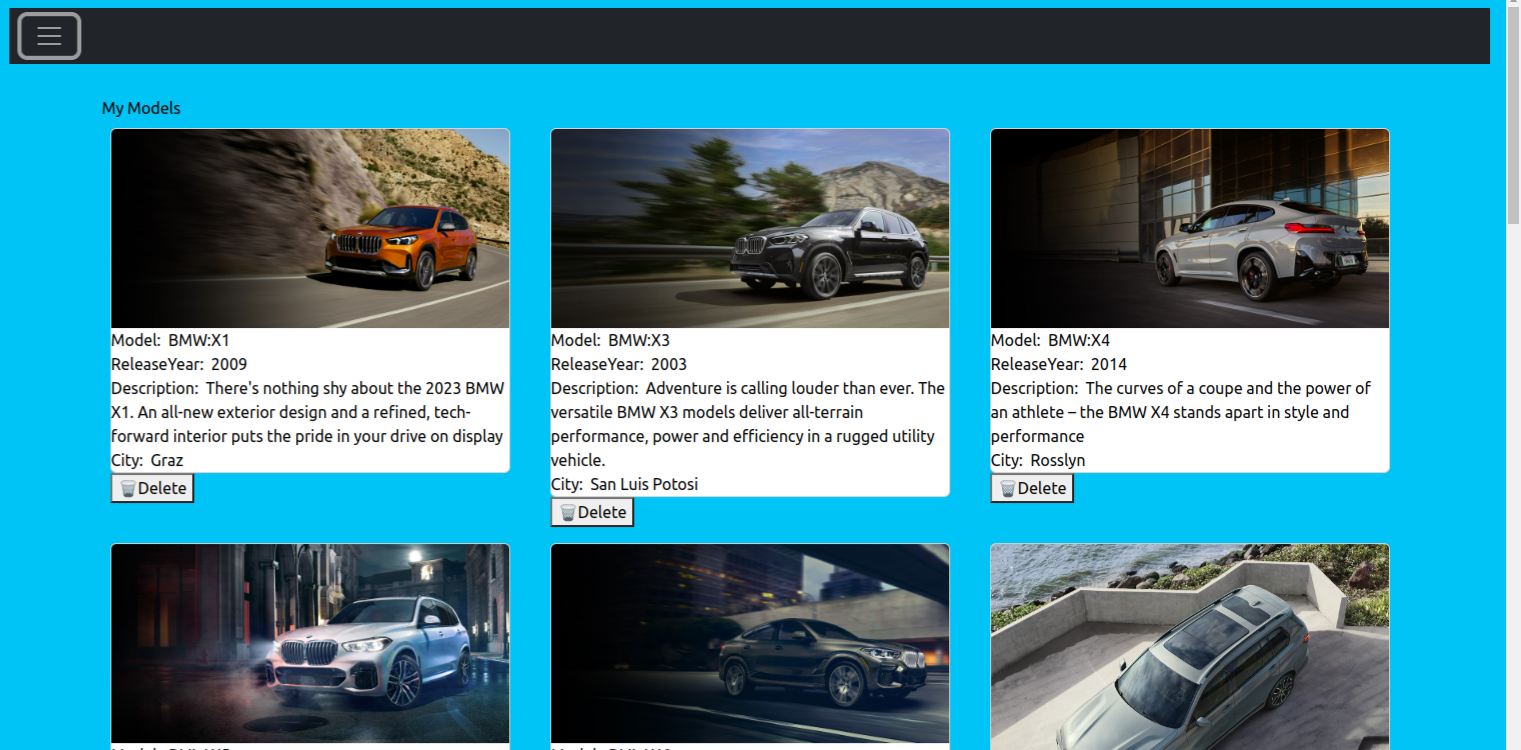 My Models
Model: BMW:X1
ReleaseYear: 2009
Description: There's nothing shy about the 2023 BMW
X1. An all-new exterior design and a refined, tech-
forward interior puts the pride in your drive on display
City: Graz
Delete
Model: BMW:X3
ReleaseYear: 2003
Description: Adventure is calling louder than ever. The
versatile BMW X3 models deliver all-terrain
performance, power and efficiency in a rugged utility
vehicle.
City: San Luis Potosi
Delete
Model: BMW:X4
ReleaseYear: 2014
Description: The curves of a coupe and the power of
an athlete – the BMW X4 stands apart in style and
performance
City: Rosslyn
Delete